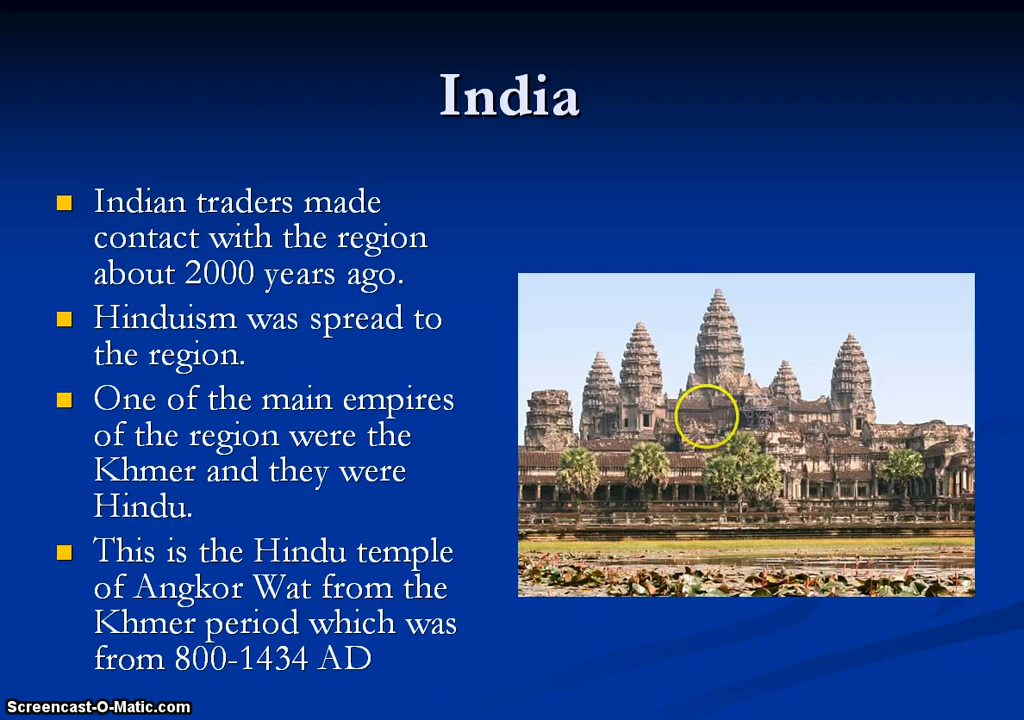 India
Indian traders made
contact with the region
about 2000 years ago.
Hinduism was spread to
the region.
One of the main empires
of the region were the
Khmer and they were
Hindu.
This is the Hindu temple
of Angkor Wat from the
Khmer period which was
from 800-1434 AD
Screencast-O-Matic.com